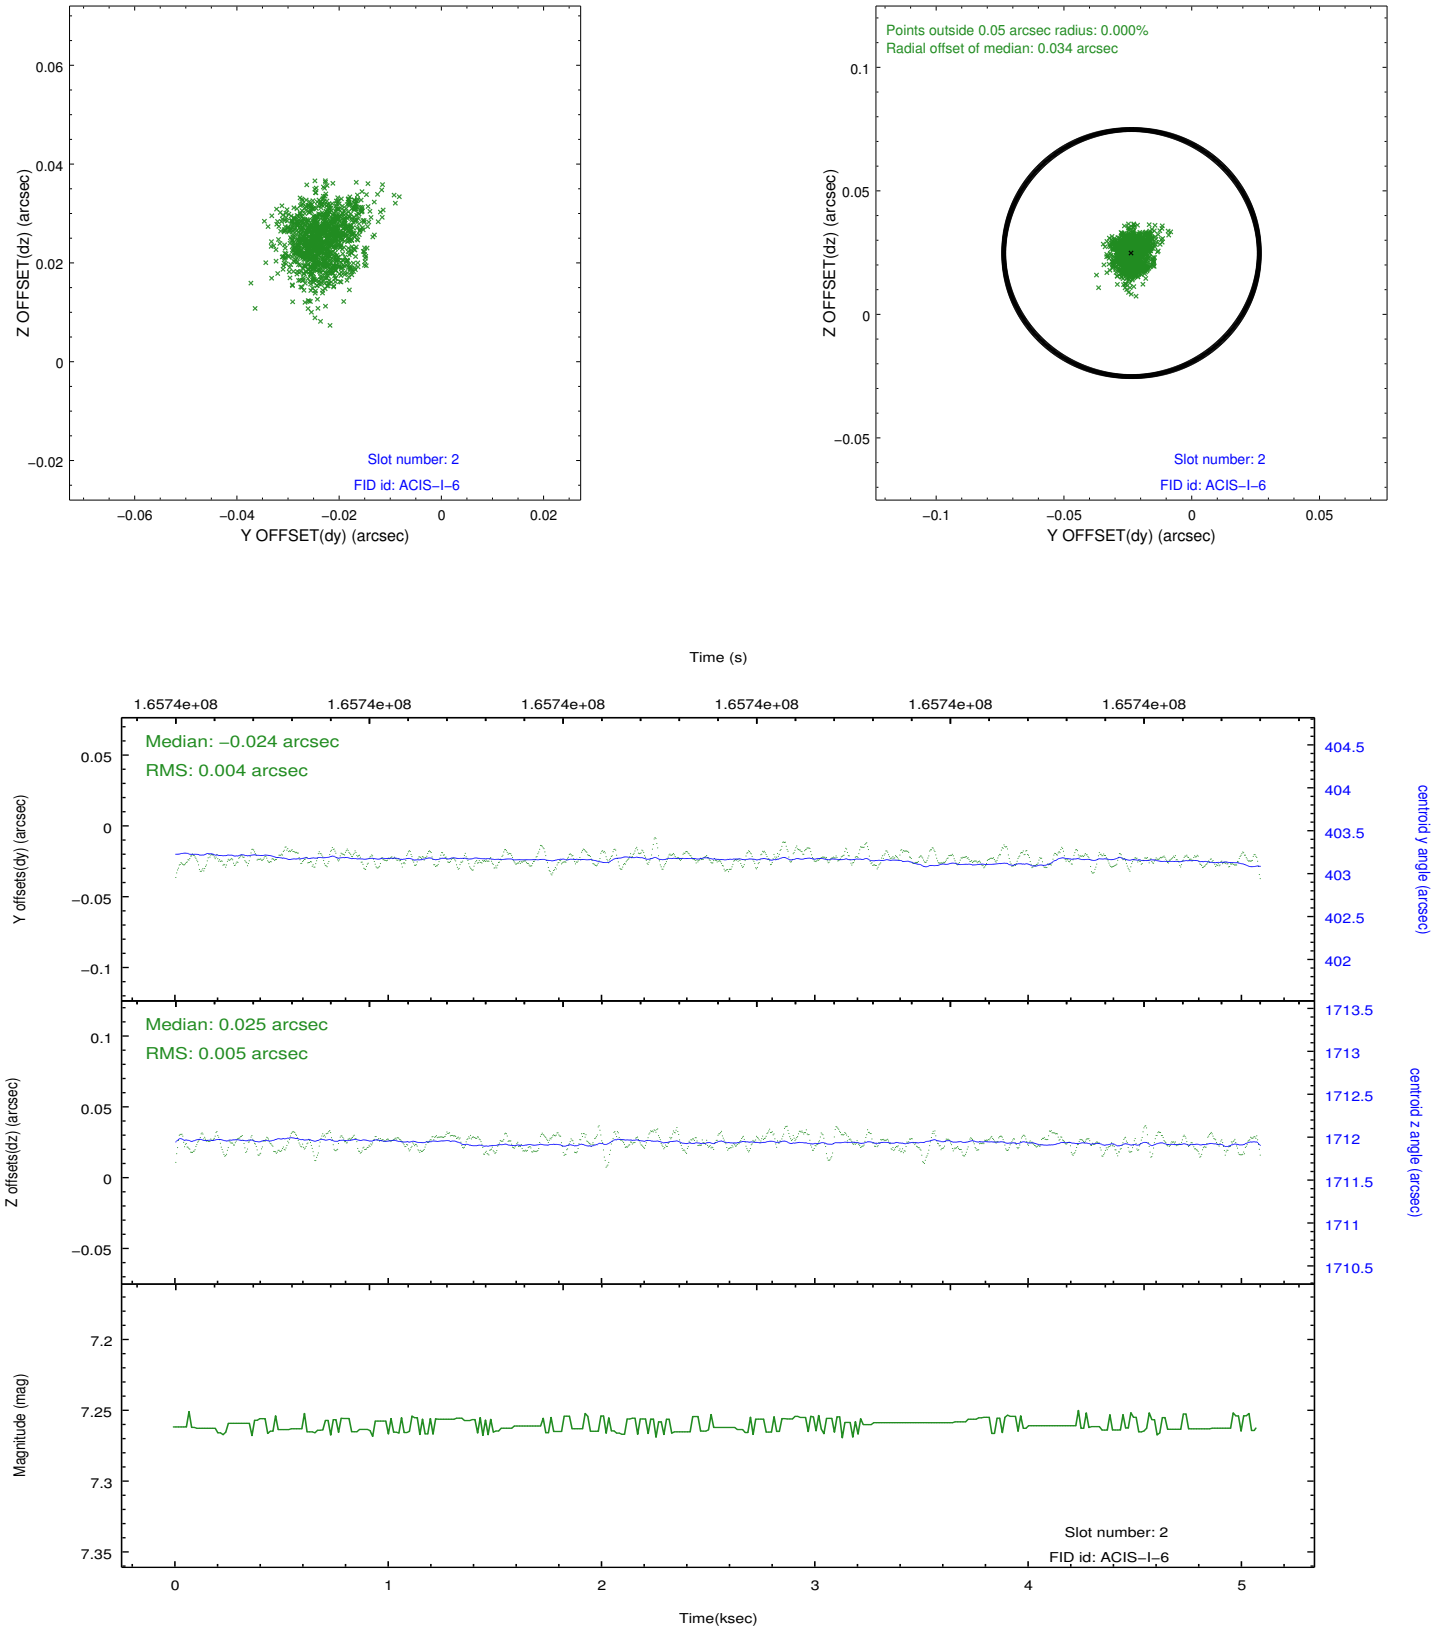 0.06
0.04
0.02
0
−0.02
Z OFFSET(dz) (arcsec)
−0.06
−0.04
−0.02
0
0.02
Y OFFSET(dy) (arcsec)
Slot number: 2
FID id: ACIS−I−6
Points outside 0.05 arcsec radius: 0.000%
Radial offset of median: 0.034 arcsec
0.1
0.05
0
−0.05
Z OFFSET(dz) (arcsec)
−0.1
−0.05
0
0.05
Y OFFSET(dy) (arcsec)
Slot number: 2
FID id: ACIS−I−6
Time (s)
1.6574e+08 1.6574e+08 1.6574e+08 1.6574e+08 1.6574e+08 1.6574e+08
Median: −0.024 arcsec
RMS: 0.004 arcsec
0.05
0
−0.05
−0.1
Y offsets(dy) (arcsec)
404.5
404
403.5
403
402.5
402
centroid y angle (arcsec)
Median: 0.025 arcsec
RMS: 0.005 arcsec
0.1
0.05
0
−0.05
Z offsets(dz) (arcsec)
1713.5
1713
1712.5
1712
1711.5
1711
1710.5
centroid z angle (arcsec)
7.2
7.25
7.3
7.35
Magnitude (mag)
Slot number: 2
FID id: ACIS−I−6
0 1 2 3 4 5
Time(ksec)